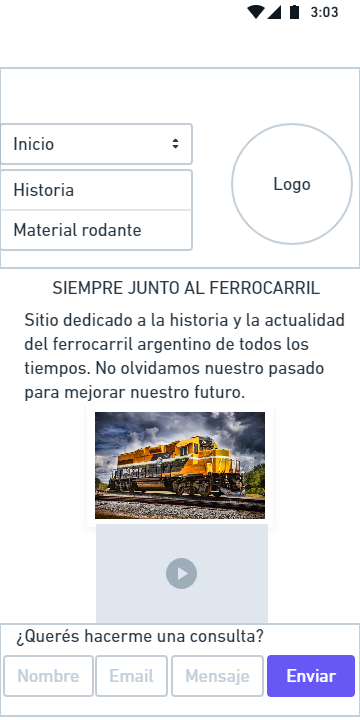 3:03
Inicio
Logo
Historia
Material rodante
SIEMPRE JUNTO AL FERROCARRIL
Sitio dedicado a la historia y la actualidad
del ferrocarril argentino de todos los
tiempos. No olvidamos nuestro pasado
para mejorar nuestro futuro.
¿Querés hacerme una consulta?
Nombre Email Mensaje Enviar